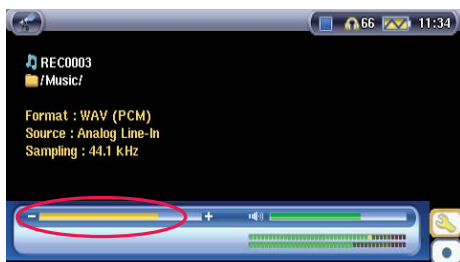 66 11:34
REC0003
/Music/
Format : WAV (PCM)
Source : Analog Line-In
Sampling : 44.1 kHz
- +